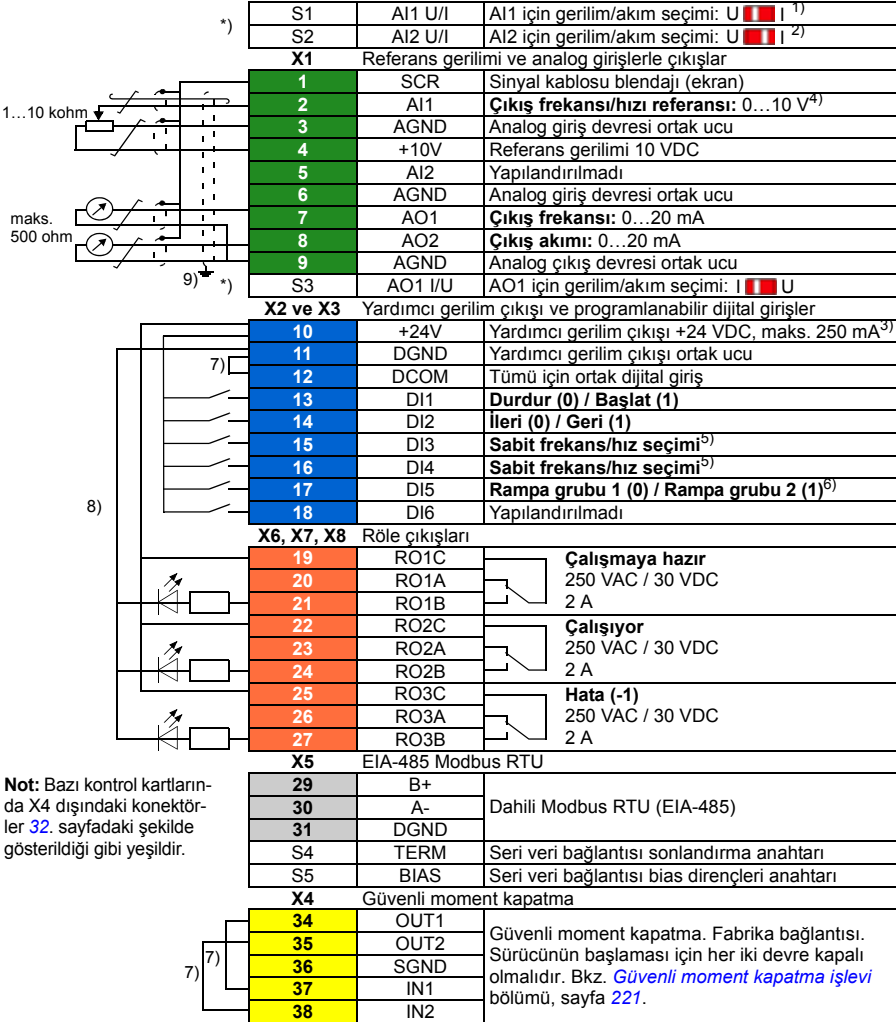 *)
S1 AI1 U/I AI1 için gerilim/akım seçimi: U I 1)
S2 AI2 U/I AI2 için gerilim/akım seçimi: U I 2)
X1 Referans gerilimi ve analog girişlerle çıkışlar
1 SCR Sinyal kablosu blendajı (ekran)
1…10 kohm
2 AI1 Çıkış frekansı/hızı referansı: 0…10 V4)
3 AGND Analog giriş devresi ortak ucu
4 +10V Referans gerilimi 10 VDC
5 AI2 Yapılandırılmadı
6 AGND Analog giriş devresi ortak ucu
maks.
500 ohm
7 AO1 Çıkış frekansı: 0…20 mA
8 AO2 Çıkış akımı: 0…20 mA
9 AGND Analog çıkış devresi ortak ucu
9) *)
S3 AO1 I/U AO1 için gerilim/akım seçimi: I U
X2 ve X3 Yardımcı gerilim çıkışı ve programlanabilir dijital girişler
10 +24V Yardımcı gerilim çıkışı +24 VDC, maks. 250 mA3)
11 DGND Yardımcı gerilim çıkışı ortak ucu
7)
12 DCOM Tümü için ortak dijital giriş
13 DI1 Durdur (0) / Başlat (1)
14 DI2 İleri (0) / Geri (1)
15 DI3 Sabit frekans/hız seçimi5)
16 DI4 Sabit frekans/hız seçimi5)
17 DI5 Rampa grubu 1 (0) / Rampa grubu 2 (1)6)
8)
18 DI6 Yapılandırılmadı
X6, X7, X8 Röle çıkışları
19 RO1C Çalışmaya hazır
20 RO1A 250 VAC / 30 VDC
21 RO1B 2 A
22 RO2C Çalışıyor
23 RO2A 250 VAC / 30 VDC
24 RO2B 2 A
25 RO3C Hata (-1)
26 RO3A 250 VAC / 30 VDC
27 RO3B 2 A
X5 EIA-485 Modbus RTU
Not: Bazı kontrol kartların-
da X4 dışındaki konektör-
ler 32. sayfadaki şekilde
gösterildiği gibi yeşildir.
29 B+
30 A- Dahili Modbus RTU (EIA-485)
31 DGND
S4 TERM Seri veri bağlantısı sonlandırma anahtarı
S5 BIAS Seri veri bağlantısı bias dirençleri anahtarı
X4 Güvenli moment kapatma
7) 7)
34 OUT1
35 OUT2
36 SGND
37 IN1
38 IN2
Güvenli moment kapatma. Fabrika bağlantısı.
Sürücünün başlaması için her iki devre kapalı
olmalıdır. Bkz. Güvenli moment kapatma işlevi
bölümü, sayfa 221.